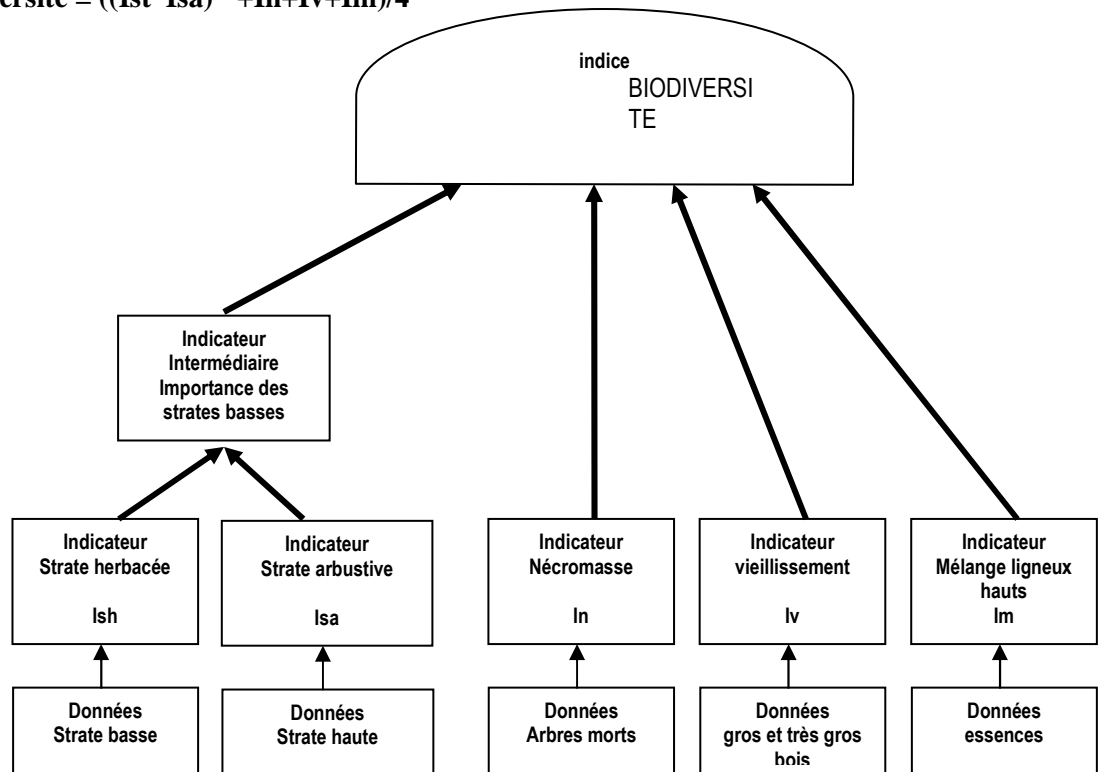 indice
BIODIVERSI
TE
Indicateur
Intermédiaire
Importance des
strates basses
Indicateur
Strate herbacée
Ish
Indicateur
Strate arbustive
Isa
Indicateur
Nécromasse
In
Indicateur
vieillissement
Iv
Indicateur
Mélange ligneux
hauts
Im
Données
Strate basse
Données
Strate haute
Données
Arbres morts
Données
gros et très gros
bois
Données
essences